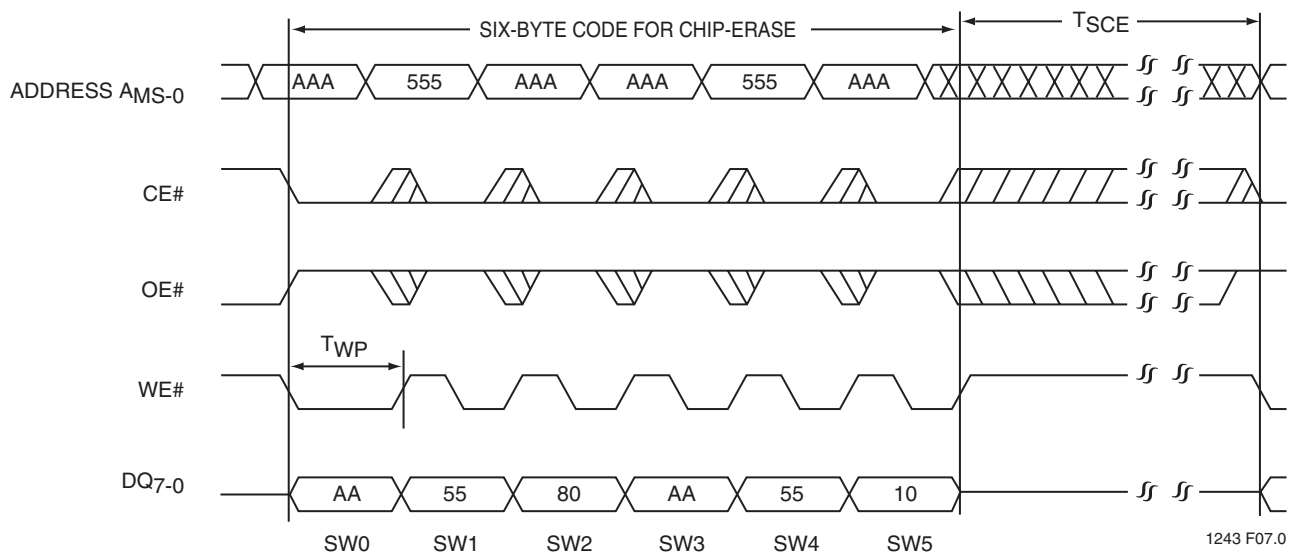 SIX-BYTE CODE FOR CHIP-ERASE
TSCE
ADDRESS AMS-0
AAA 555 AAA AAA 555 AAA
CE#
OE#
TWP
WE#
DQ7-0
AA 55 80 AA 55 10
SW0 SW1 SW2 SW3 SW4 SW5
1243 F07.0